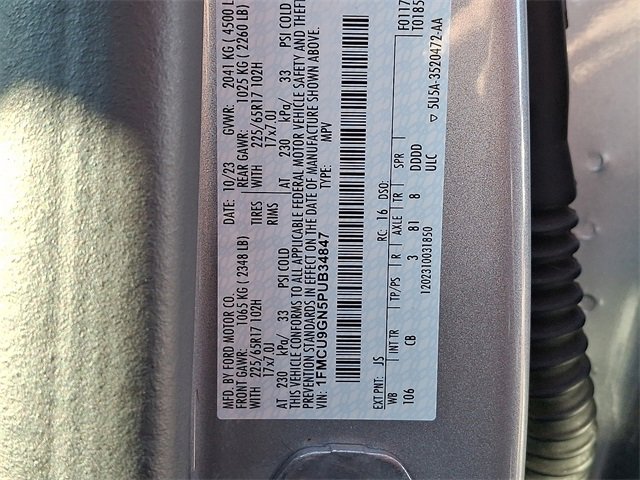 MFD. BY FORD MOTOR CO. DATE: 10/23 GVWR: 2041 KG ( 4500 L
FRONT GAWR: 1065 KG ( 2348 LB) REAR GAWR: 1025 KG ( 2260 LB)
WITH 225/65R17 102H TIRES WITH 225/65R17 102H
17x7.0J RIMS 17x7.0J
AT 230 kPa/ 33 PSI COLD AT 230 kPa/ 33 PSI COLD
THIS VEHICLE CONFORMS TO ALL APPLICABLE FEDERAL MOTOR VEHICLE SAFETY AND THEFT
PREVENTION STANDARDS IN EFFECT ON THE DATE OF MANUFACTURE SHOWN ABOVE.
VIN: 1FMCU9GN5PUB34847 TYPE: MPV
F0117
T0185
EXT PNT: JS RC: 16 DSO:
WB INT TR TP/PS R AXLE TR SPR
106 CB 3 81 8 DDDD
1202310031850 ULC
▽ 5U5A-3520472-AA